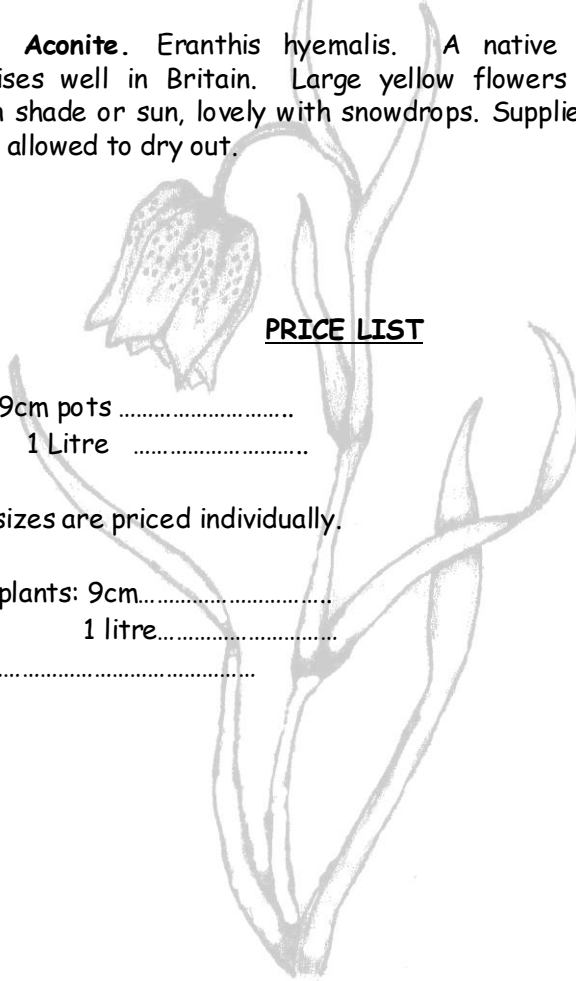 Aconite. Eranthis hyemalis. A native
ises well in Britain. Large yellow flowers
shade or sun, lovely with snowdrops. Supplie
allowed to dry out.
PRICE LIST
9cm pots ………………………..
1 Litre ………………………..
sizes are priced individually.
plants: 9cm…………………………..
1 litre…………………………
……………………………………